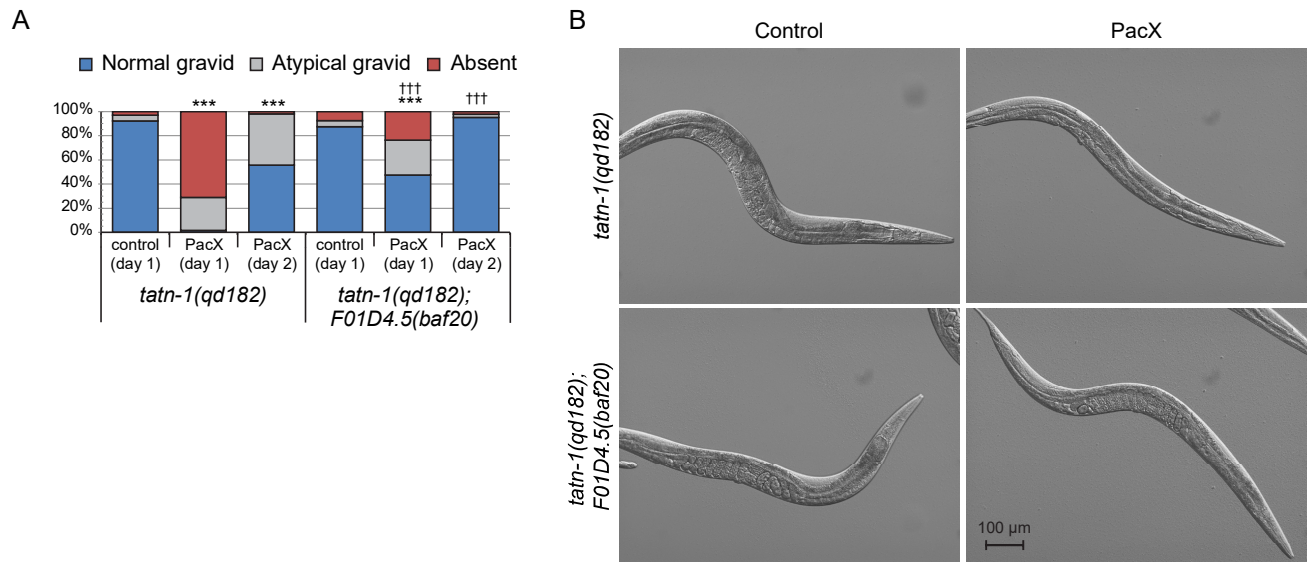 A
Normal gravid Atypical gravid Absent
††† †††
*** *** ***
100%
80%
60%
40%
20%
0%
control PacX PacX control PacX PacX
(day 1) (day 1) (day 2) (day 1) (day 1) (day 2)
tatn-1(qd182) tatn-1(qd182);
F01D4.5(baf20)
B
Control PacX
tatn-1(qd182)
tatn-1(qd182);
F01D4.5(baf20)
100 µm